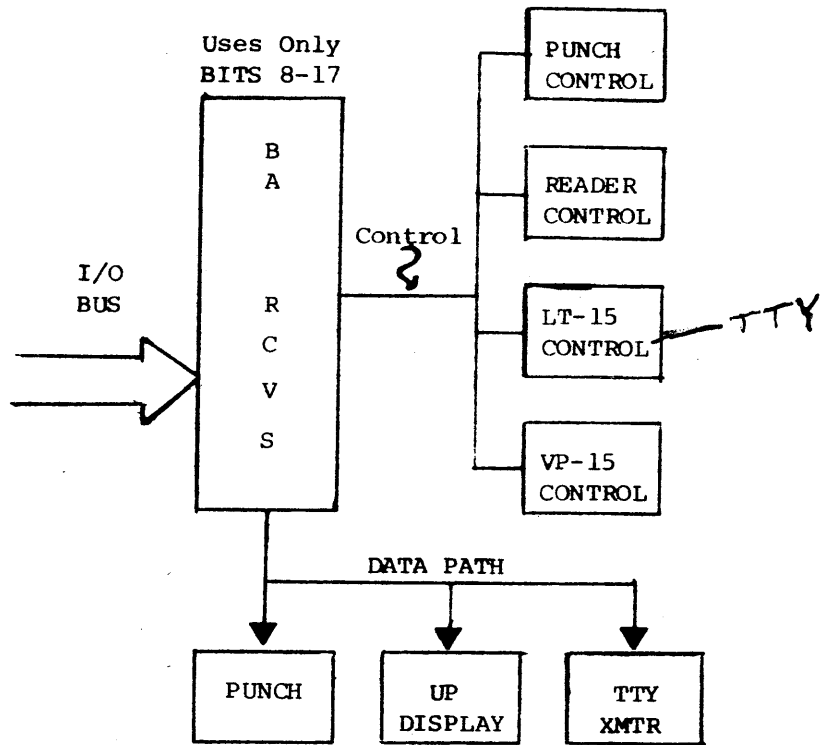 Uses Only
BITS 8-17
PUNCH
CONTROL
B
A
R
C
V
S
READER
CONTROL
Control
I/O
BUS
LT-15
CONTROL
TTY
VP-15
CONTROL
DATA PATH
PUNCH
UP
DISPLAY
TTY
XMTR